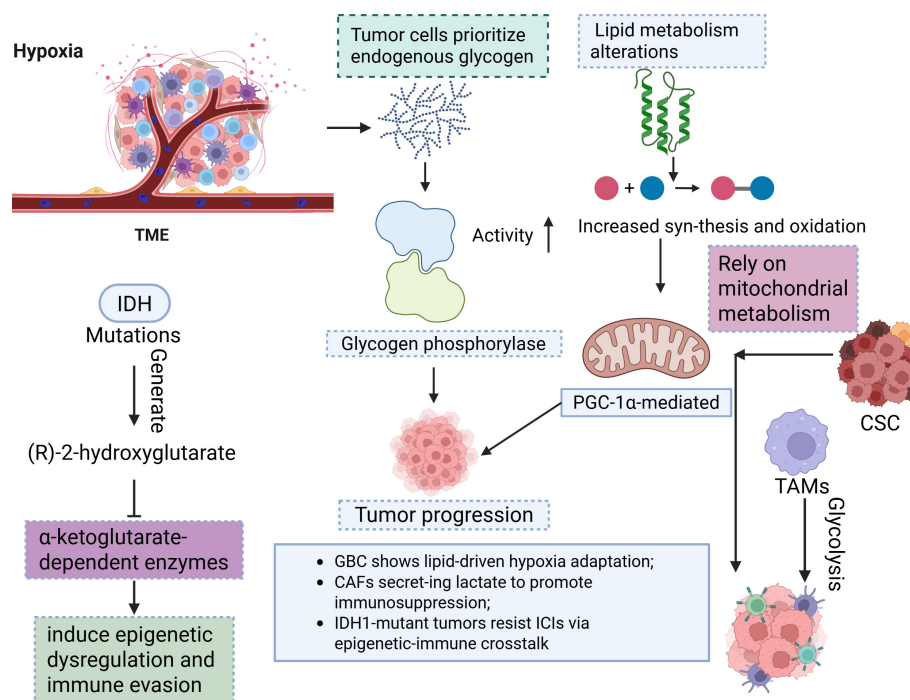 Hypoxia
TME
Tumor cells prioritize
endogenous glycogen
Activity
Glycogen phosphorylase
Tumor progression
Lipid metabolism
alterations
+
Increased syn-thesis and oxidation
Rely on
mitochondrial
metabolism
PGC-1α-mediated
CSC
TAMs
Glycolysis
IDH
Mutations
Generate
(R)-2-hydroxyglutarate
α-ketoglutarate-
dependent enzymes
induce epigenetic
dysregulation and
immune evasion
• GBC shows lipid-driven hypoxia adaptation;
• CAFs secret-ing lactate to promote
immunosuppression;
• IDH1-mutant tumors resist ICIs via
epigenetic-immune crosstalk